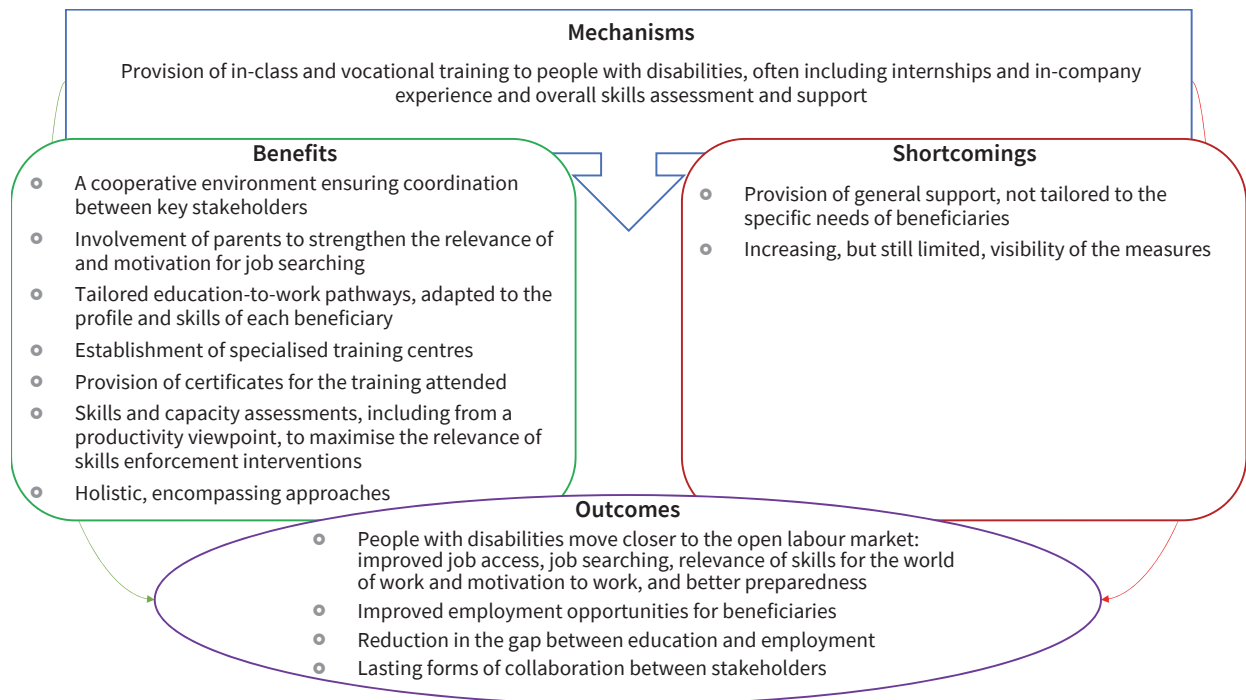 Mechanisms
Provision of in-class and vocational training to people with disabilities, often including internships and in-company
experience and overall skills assessment and support
Benefits
A cooperative environment ensuring coordination
between key stakeholders
Involvement of parents to strengthen the relevance of
and motivation for job searching
Tailored education-to-work pathways, adapted to the
profile and skills of each beneficiary
Establishment of specialised training centres
Provision of certificates for the training attended
Skills and capacity assessments, including from a
productivity viewpoint, to maximise the relevance of
skills enforcement interventions
Holistic, encompassing approaches
Shortcomings
Provision of general support, not tailored to the
specific needs of beneficiaries
Increasing, but still limited, visibility of the measures
Outcomes
People with disabilities move closer to the open labour market:
improved job access, job searching, relevance of skills for the world
of work and motivation to work, and better preparedness
Improved employment opportunities for beneficiaries
Reduction in the gap between education and employment
Lasting forms of collaboration between stakeholders